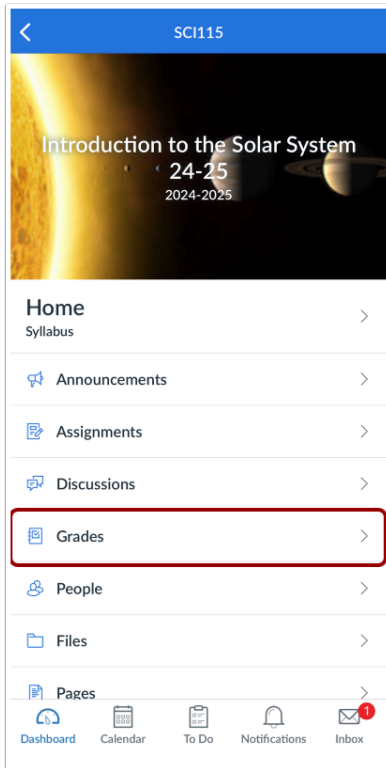 SCI115
Introduction to the Solar System
24-25
2024-2025
Home
Syllabus
Announcements
Assignments
Discussions
Grades
People
Files
Pages
1
Dashboard Calendar To Do Notifications Inbox